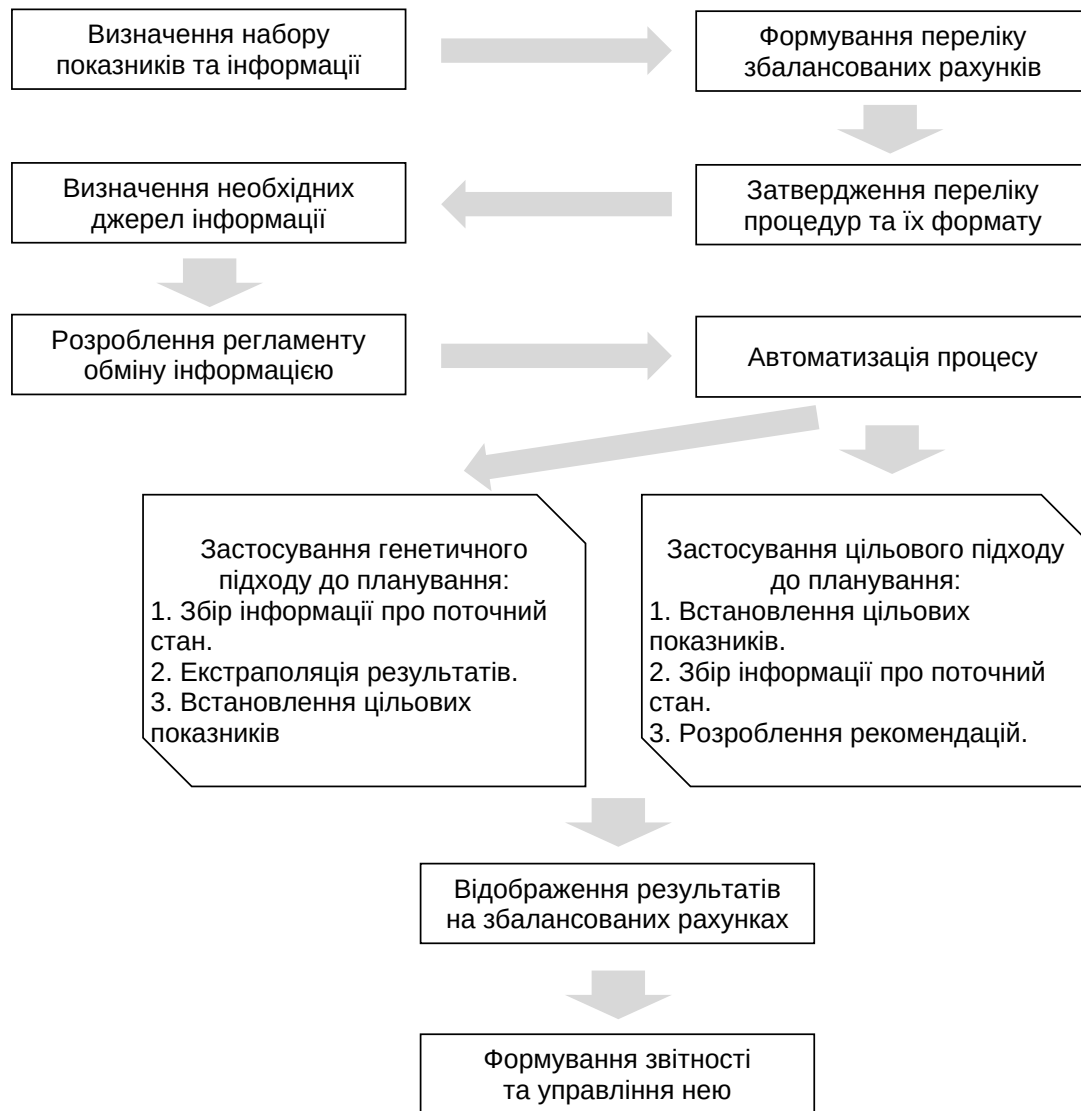 Визначення набору
показників та інформації
Формування переліку
збалансованих рахунків
Визначення необхідних
джерел інформації
Затвердження переліку
процедур та їх формату
Розроблення регламенту
обміну інформацією
Автоматизація процесу
Застосування генетичного
підходу до планування:
1. Збір інформації про поточний
стан.
2. Екстраполяція результатів.
3. Встановлення цільових
показників
Застосування цільового підходу
до планування:
1. Встановлення цільових
показників.
2. Збір інформації про поточний
стан.
3. Розроблення рекомендацій.
Відображення результатів
на збалансованих рахунках
Формування звітності
та управління нею